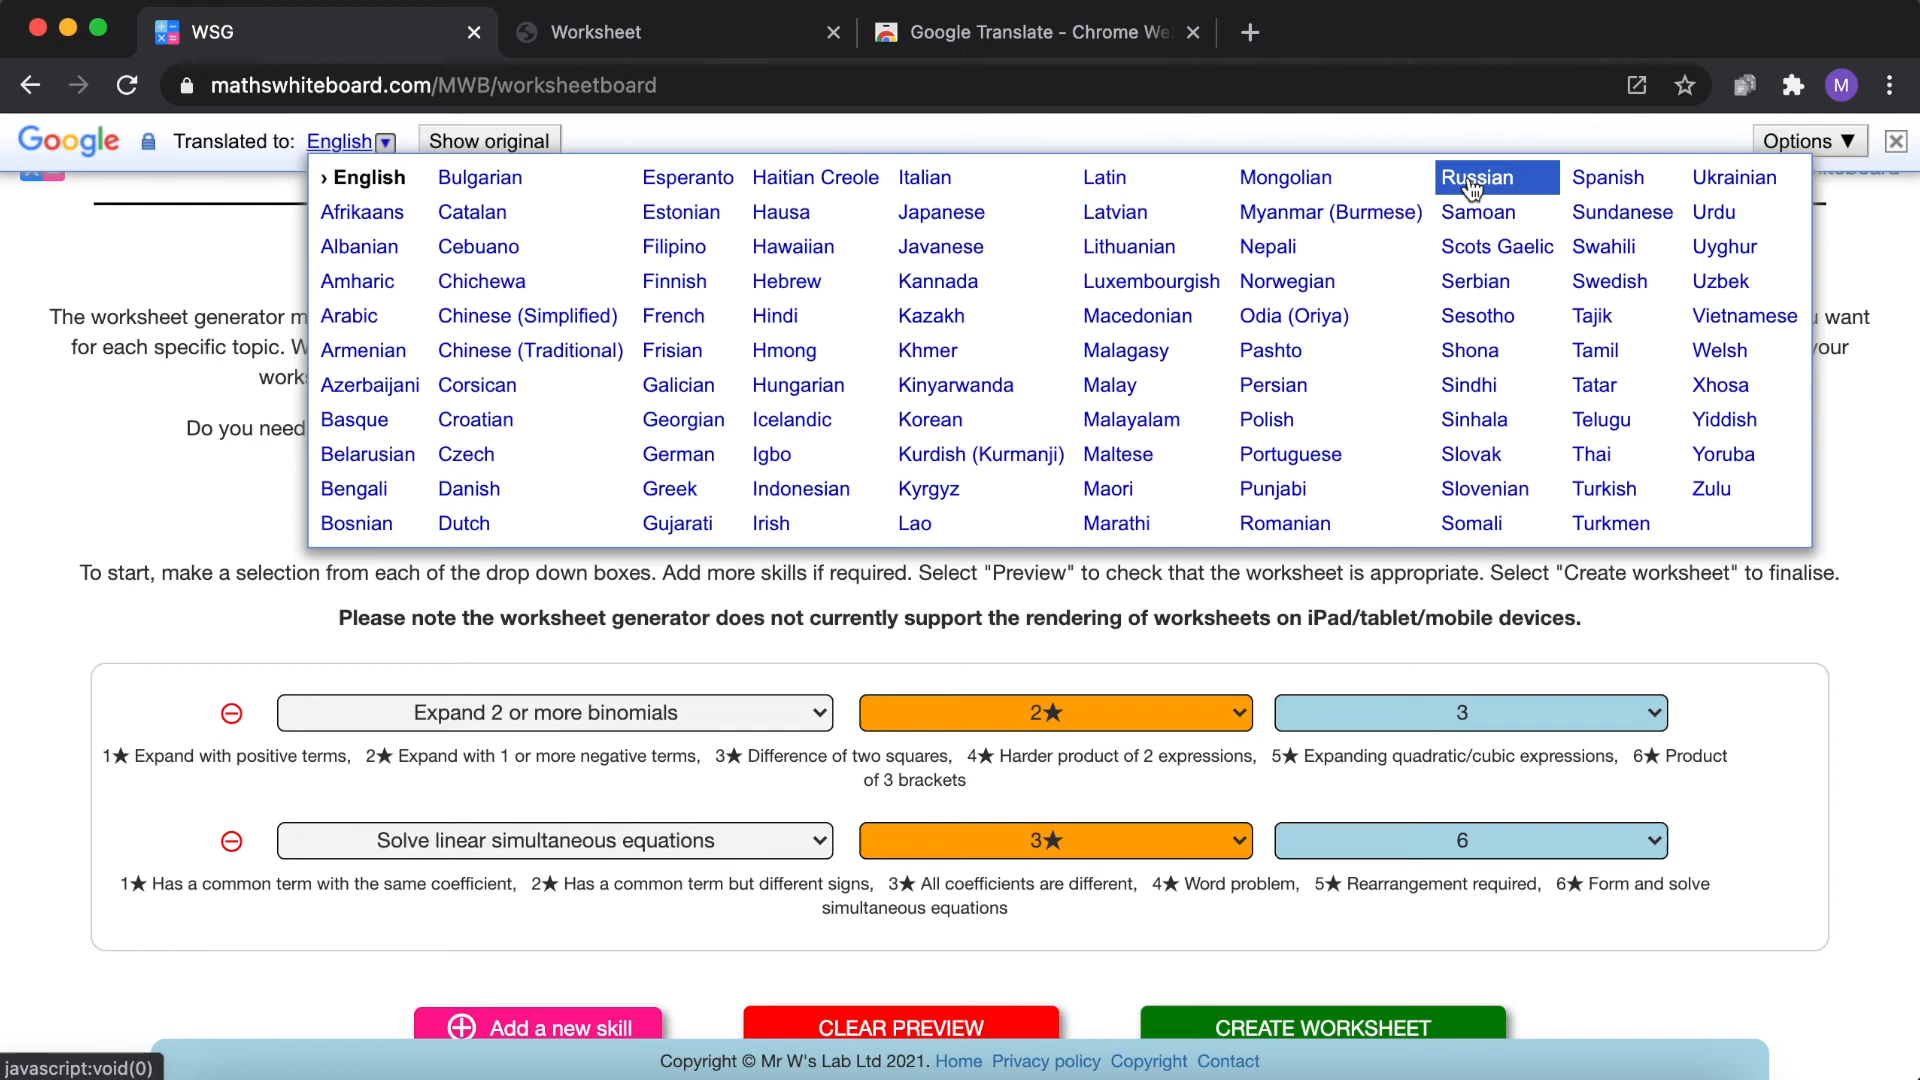 WSG
Worksheet
Google Translate - Chrome We
mathswhiteboard.com/MWB/worksheetboard
M
Google Translated to: English Show original Options ▼
› English Bulgarian Esperanto Haitian Creole Italian Latin Mongolian Russian Spanish Ukrainian
Afrikaans Catalan Estonian Hausa Japanese Latvian Myanmar (Burmese) Samoan Sundanese Urdu
Albanian Cebuano Filipino Hawaiian Javanese Lithuanian Nepali Scots Gaelic Swahili Uyghur
Amharic Chichewa Finnish Hebrew Kannada Luxembourgish Norwegian Serbian Swedish Uzbek
Arabic Chinese (Simplified) French Hindi Kazakh Macedonian Odia (Oriya) Sesotho Tajik Vietnamese
Armenian Chinese (Traditional) Frisian Hmong Khmer Malagasy Pashto Shona Tamil Welsh
Azerbaijani Corsican Galician Hungarian Kinyarwanda Malay Persian Sindhi Tatar Xhosa
Basque Croatian Georgian Icelandic Korean Malayalam Polish Sinhala Telugu Yiddish
Belarusian Czech German Igbo Kurdish (Kurmanji) Maltese Portuguese Slovak Thai Yoruba
Bengali Danish Greek Indonesian Kyrgyz Maori Punjabi Slovenian Turkish Zulu
Bosnian Dutch Gujarati Irish Lao Marathi Romanian Somali Turkmen
The worksheet generator m want
for each specific topic. W your
works
Do you need
To start, make a selection from each of the drop down boxes. Add more skills if required. Select "Preview" to check that the worksheet is appropriate. Select "Create worksheet" to finalise.
Please note the worksheet generator does not currently support the rendering of worksheets on iPad/tablet/mobile devices.
Expand 2 or more binomials 2★ 3
1★ Expand with positive terms, 2★ Expand with 1 or more negative terms, 3★ Difference of two squares, 4★ Harder product of 2 expressions, 5★ Expanding quadratic/cubic expressions, 6★ Product
of 3 brackets
Solve linear simultaneous equations 3★ 6
1★ Has a common term with the same coefficient, 2★ Has a common term but different signs, 3★ All coefficients are different, 4★ Word problem, 5★ Rearrangement required, 6★ Form and solve
simultaneous equations
Add a new skill CLEAR PREVIEW CREATE WORKSHEET
Copyright © Mr W's Lab Ltd 2021. Home Privacy policy Copyright Contact
javascript:void(0)